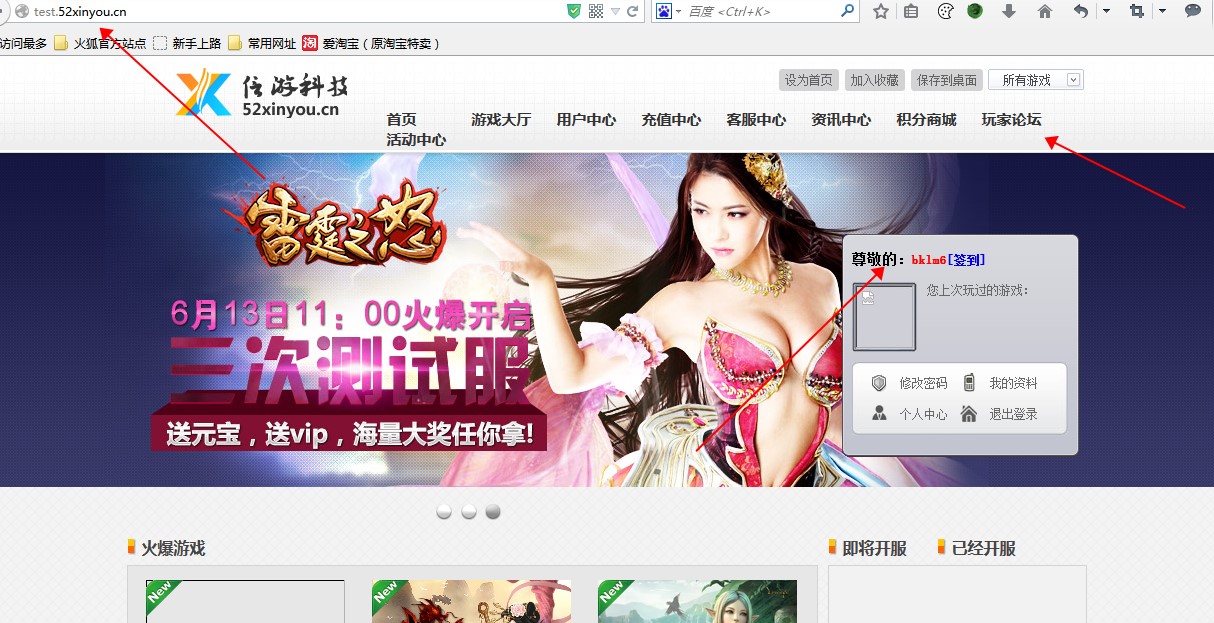 test.52xinyou.cn
百度 <Ctrl+K>
访问最多 火狐官方站点 新手上路 常用网址 淘 爱淘宝（原淘宝特卖）
设为首页 加入收藏 保存到桌面 所有游戏
信游科技
52xinyou.cn
首页 游戏大厅 用户中心 充值中心 客服中心 资讯中心 积分商城 玩家论坛
活动中心
雷霆之怒
6月13日11：00火爆开启
三次测试服
送元宝，送vip，海量大奖任你拿!
尊敬的：bklm6[签到]
您上次玩过的游戏：
修改密码 我的资料
个人中心 退出登录
火爆游戏 即将开服 已经开服
New New New